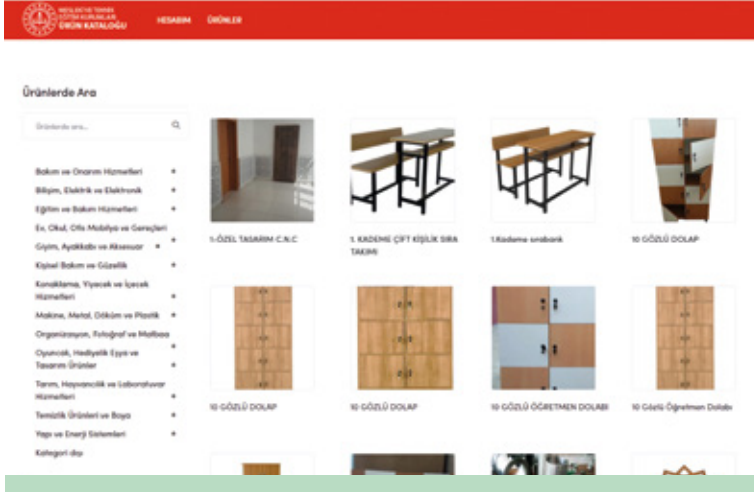 MESLEKİ VE TEKNİK
EĞİTİM KURUMLARI
ÜRÜN KATALOĞU
HESABIM
ÜRÜNLER
Ürünlerde Ara
Ürünlerde ara...
Bakım ve Onarım Hizmetleri +
Bilişim, Elektrik ve Elektronik +
Eğitim ve Bakım Hizmetleri +
Ev, Okul, Ofis Mobilya ve Gereçleri +
Giyim, Ayakkabı ve Aksesuar +
Kişisel Bakım ve Güzellik +
Konaklama, Yiyecek ve İçecek
Hizmetleri +
Makine, Metal, Döküm ve Plastik +
Organizasyon, Fotoğraf ve Matbaa +
Oyuncak, Hediyelik Eşya ve
Tasarım Ürünler +
Tarım, Hayvancılık ve Laboratuvar
Hizmetleri +
Temizlik Ürünleri ve Boya +
Yapı ve Enerji Sistemleri +
Kategori dışı
1-ÖZEL TASARIM C.N.C
1. KADEME ÇİFT KİŞİLİK SIRA
TAKIMI
1.Kademe sırabank
10 GÖZLÜ DOLAP
10 GÖZLÜ DOLAP
10 GÖZLÜ DOLAP
10 GÖZLÜ ÖĞRETMEN DOLABI
10 Gözlü Öğretmen Dolabı